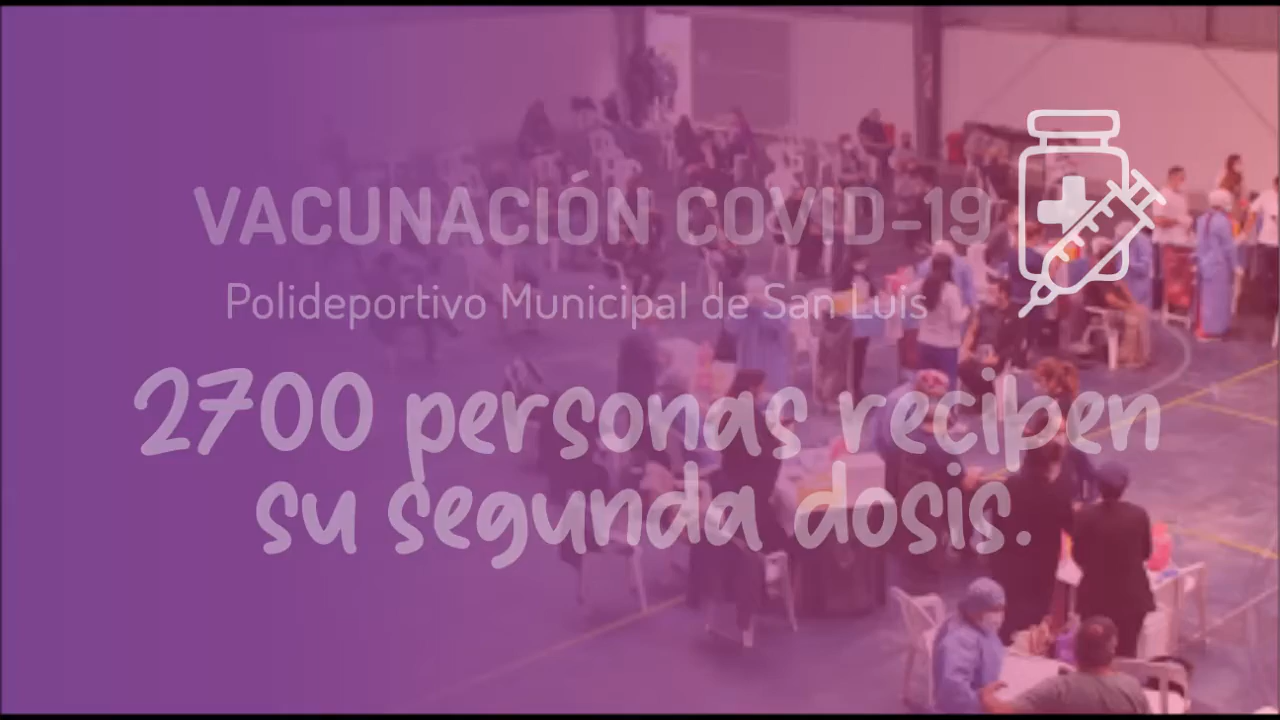 VACUNACIÓN COVID-19
Polideportivo Municipal de San Luis
2700 personas reciben
su segunda dosis.